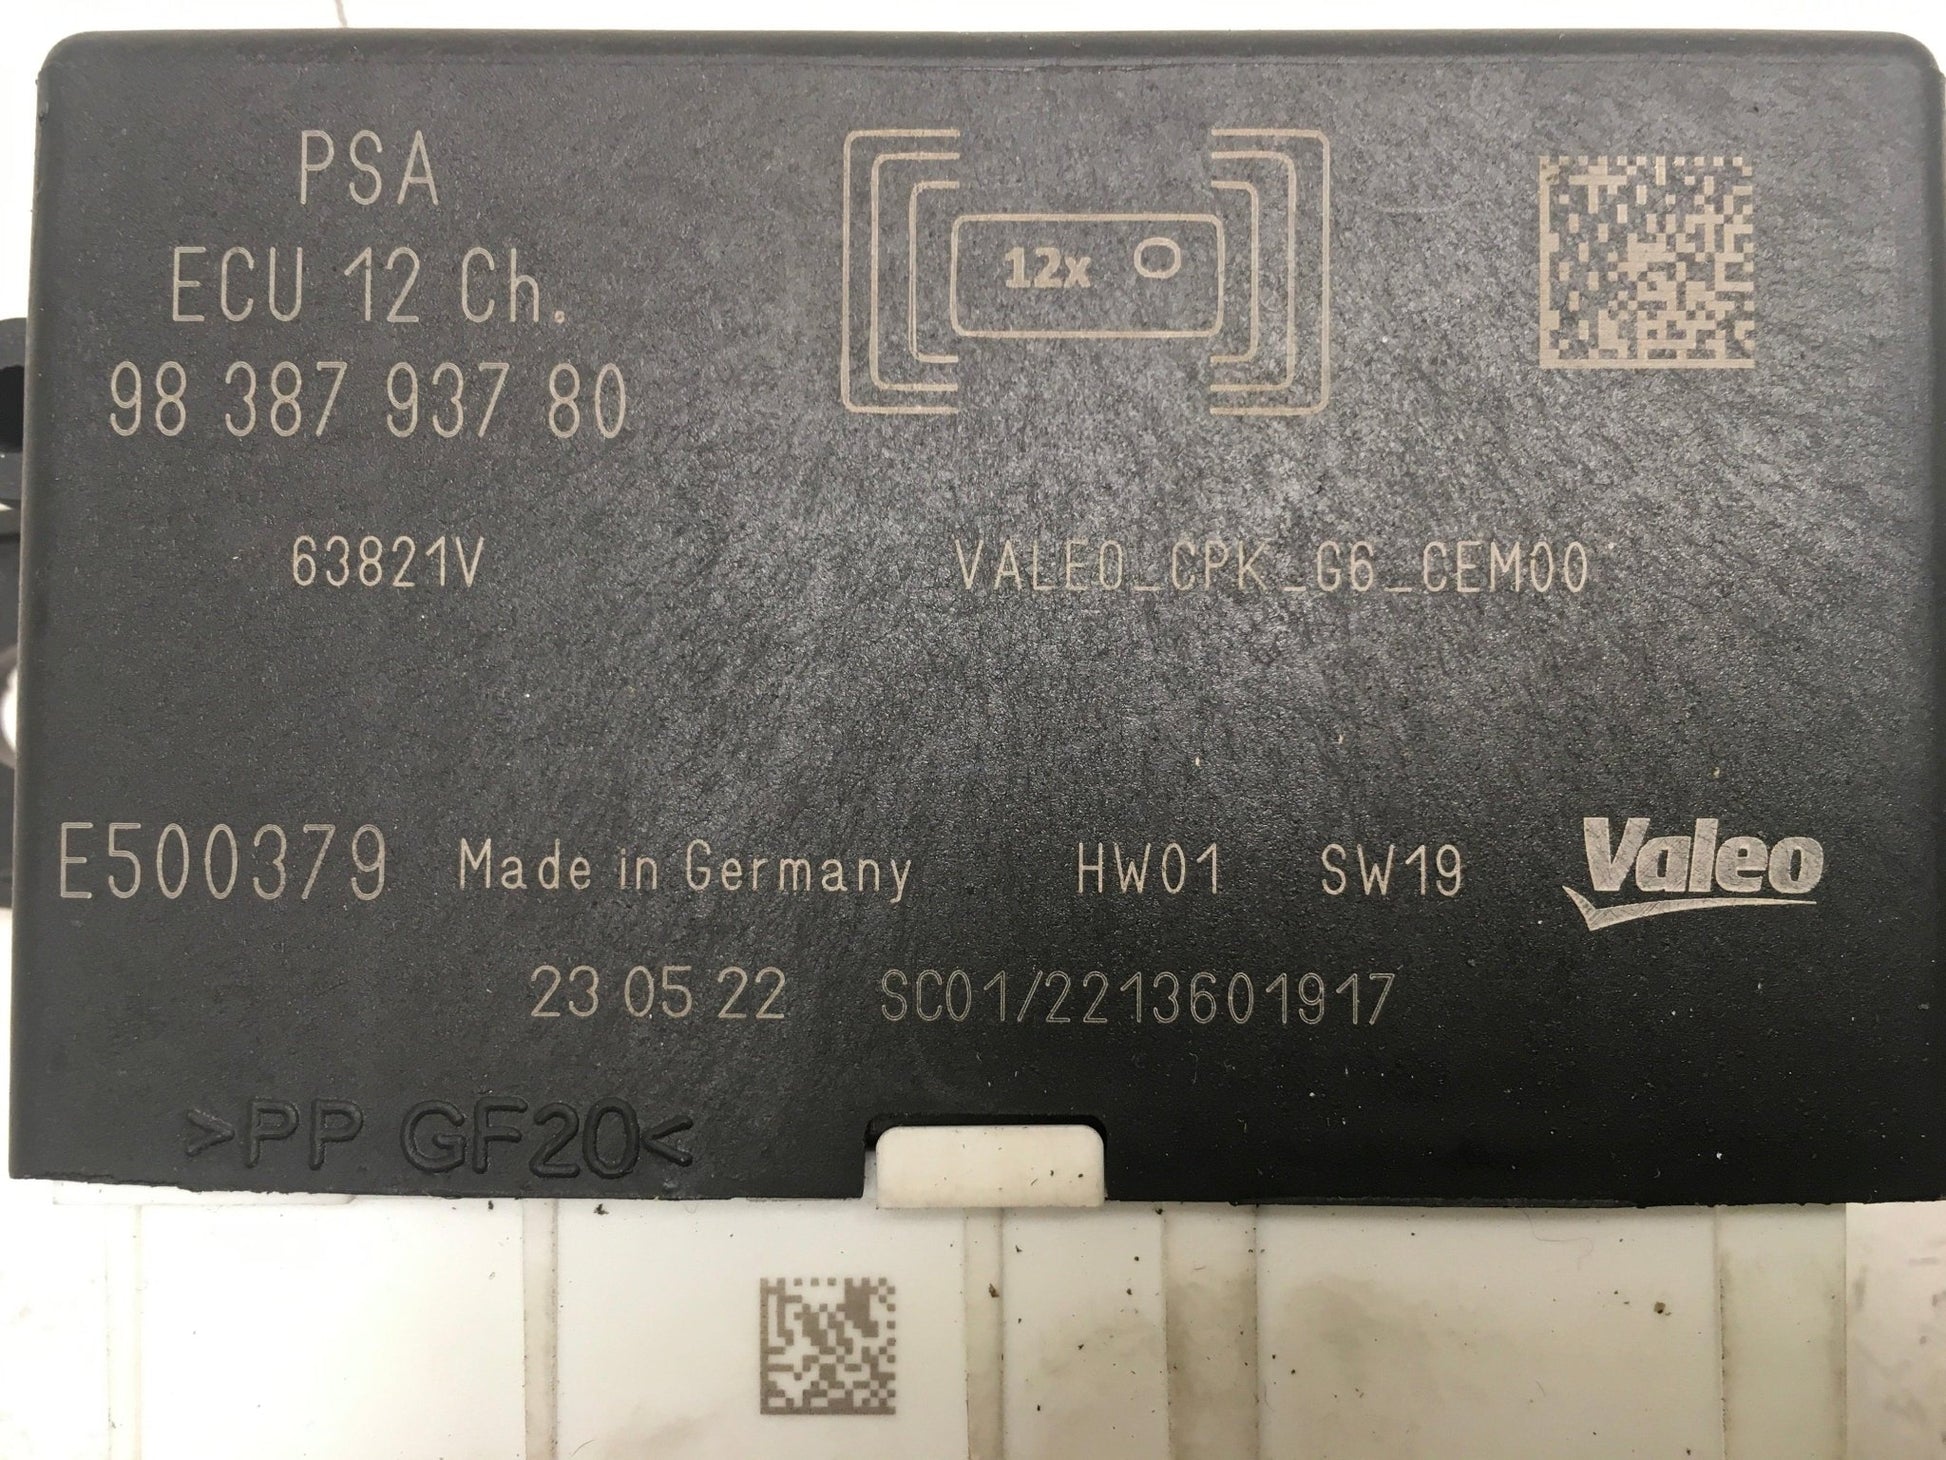 PSA
ECU 12 Ch.
98 387 937 80
12x
63821V
VALEO_CPK_G6_CEM00
E500379 Made in Germany HW01 SW19 Valeo
23 05 22 SC01/2213601917
>PP GF20<